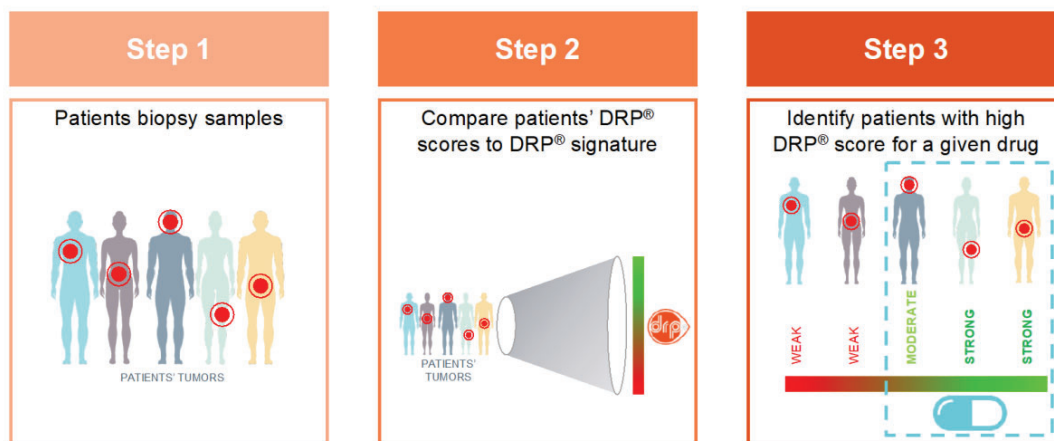 Step 1
Patients biopsy samples
PATIENTS' TUMORS
Step 2
Compare patients' DRP®
scores to DRP® signature
PATIENTS'
TUMORS
drp
Step 3
Identify patients with high
DRP® score for a given drug
WEAK
WEAK
MODERATE
STRONG
STRONG